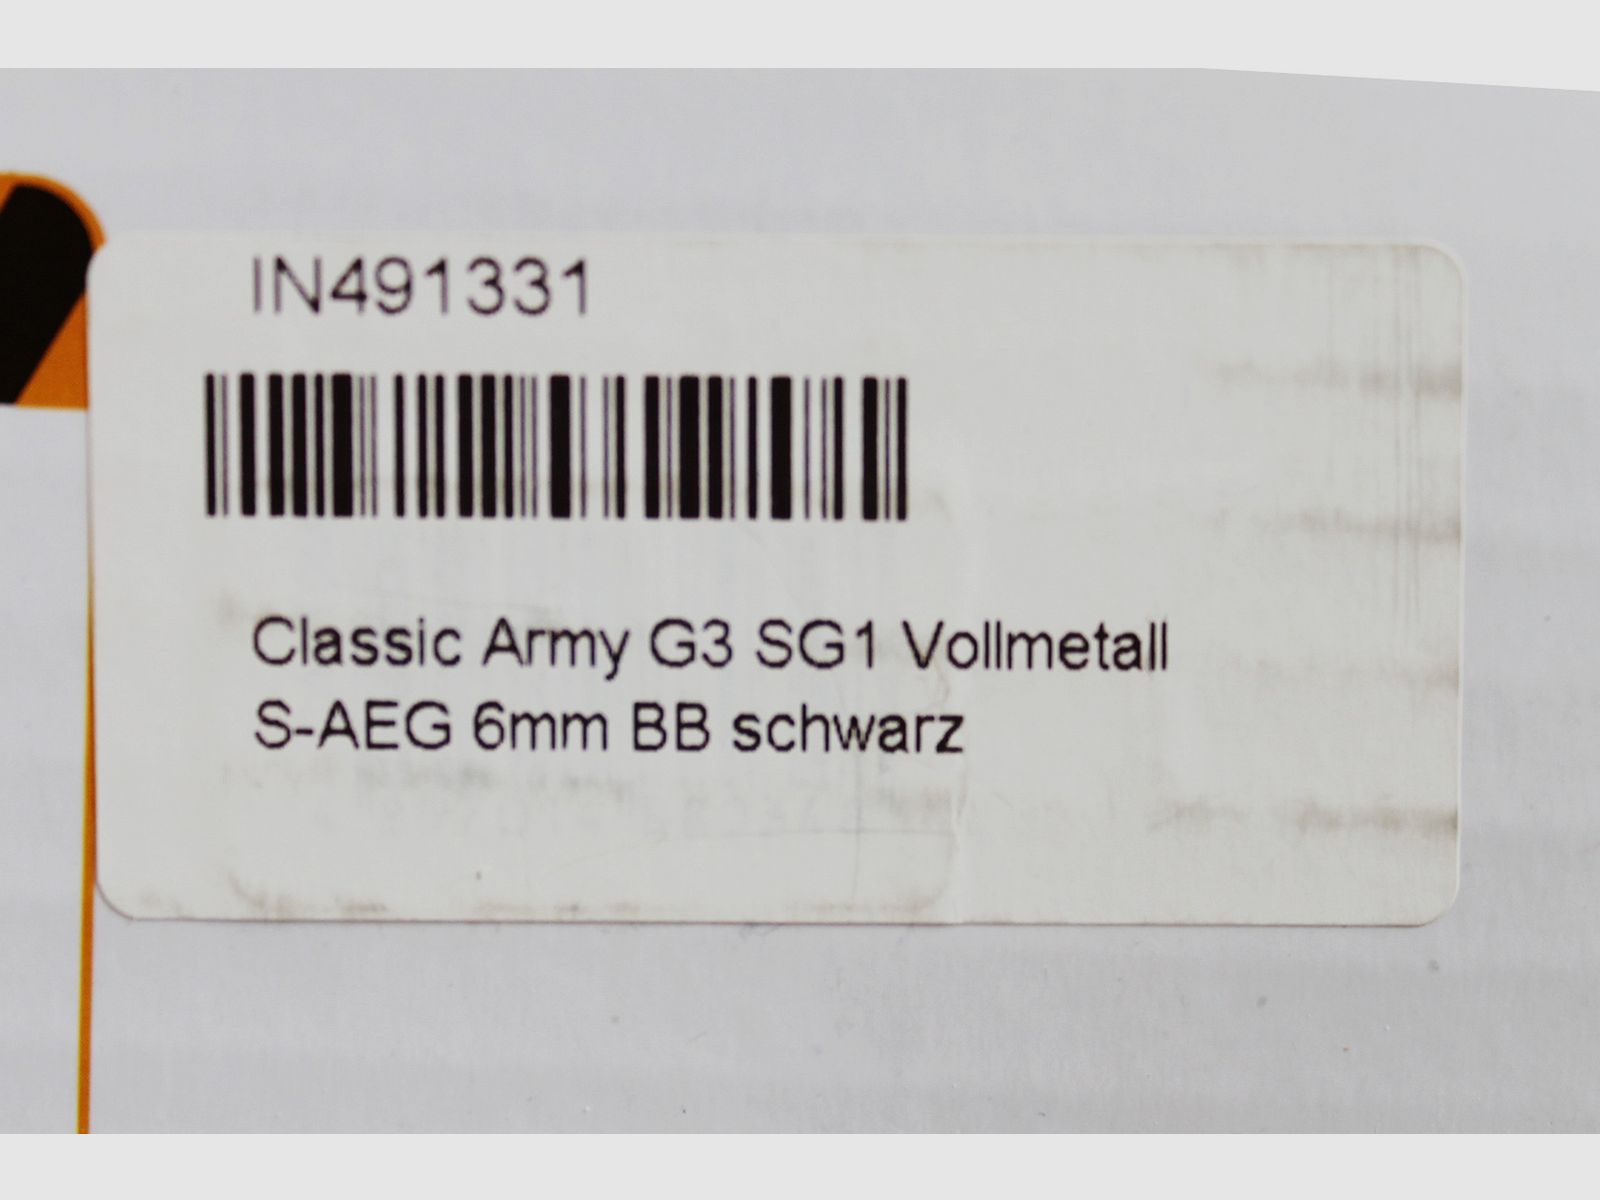 IN491331
Classic Army G3 SG1 Vollmetall
S-AEG 6mm BB schwarz